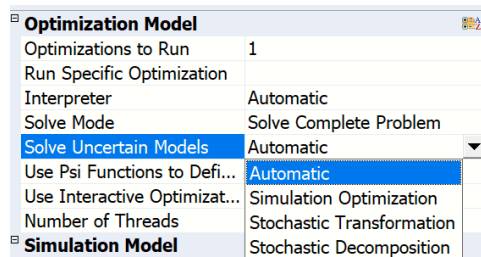 Optimization Model
Optimizations to Run 1
Run Specific Optimization
Interpreter Automatic
Solve Mode Solve Complete Problem
Solve Uncertain Models Automatic
Use Psi Functions to Defi... Automatic
Use Interactive Optimizat... Simulation Optimization
Number of Threads Stochastic Transformation
Simulation Model Stochastic Decomposition